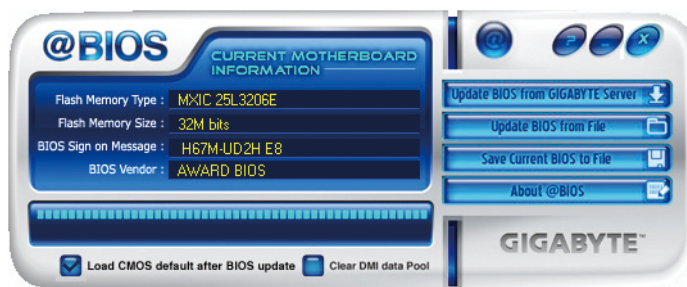 @BIOS
CURRENT MOTHERBOARD
INFORMATION
Flash Memory Type : MXIC 25L3206E
Flash Memory Size : 32M bits
BIOS Sign on Message : H67M-UD2H E8
BIOS Vendor : AWARD BIOS
Load CMOS default after BIOS update
Clear DMI data Pool
@ ? _ X
Update BIOS from GIGABYTE Server
Update BIOS from File
Save Current BIOS to File
About @BIOS
GIGABYTE™